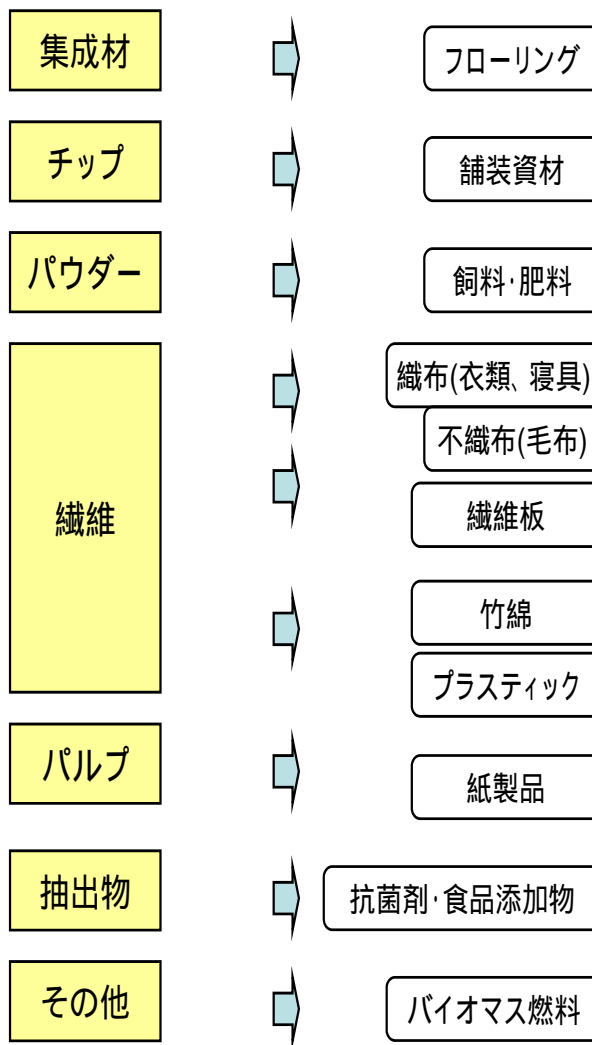 集成材
フローリング
チップ
舗装資材
パウダー
飼料·肥料
繊維
織布(衣類、寝具)
不織布(毛布)
繊維板
竹綿
プラスティック
パルプ
紙製品
抽出物
抗菌剤·食品添加物
その他
バイオマス燃料